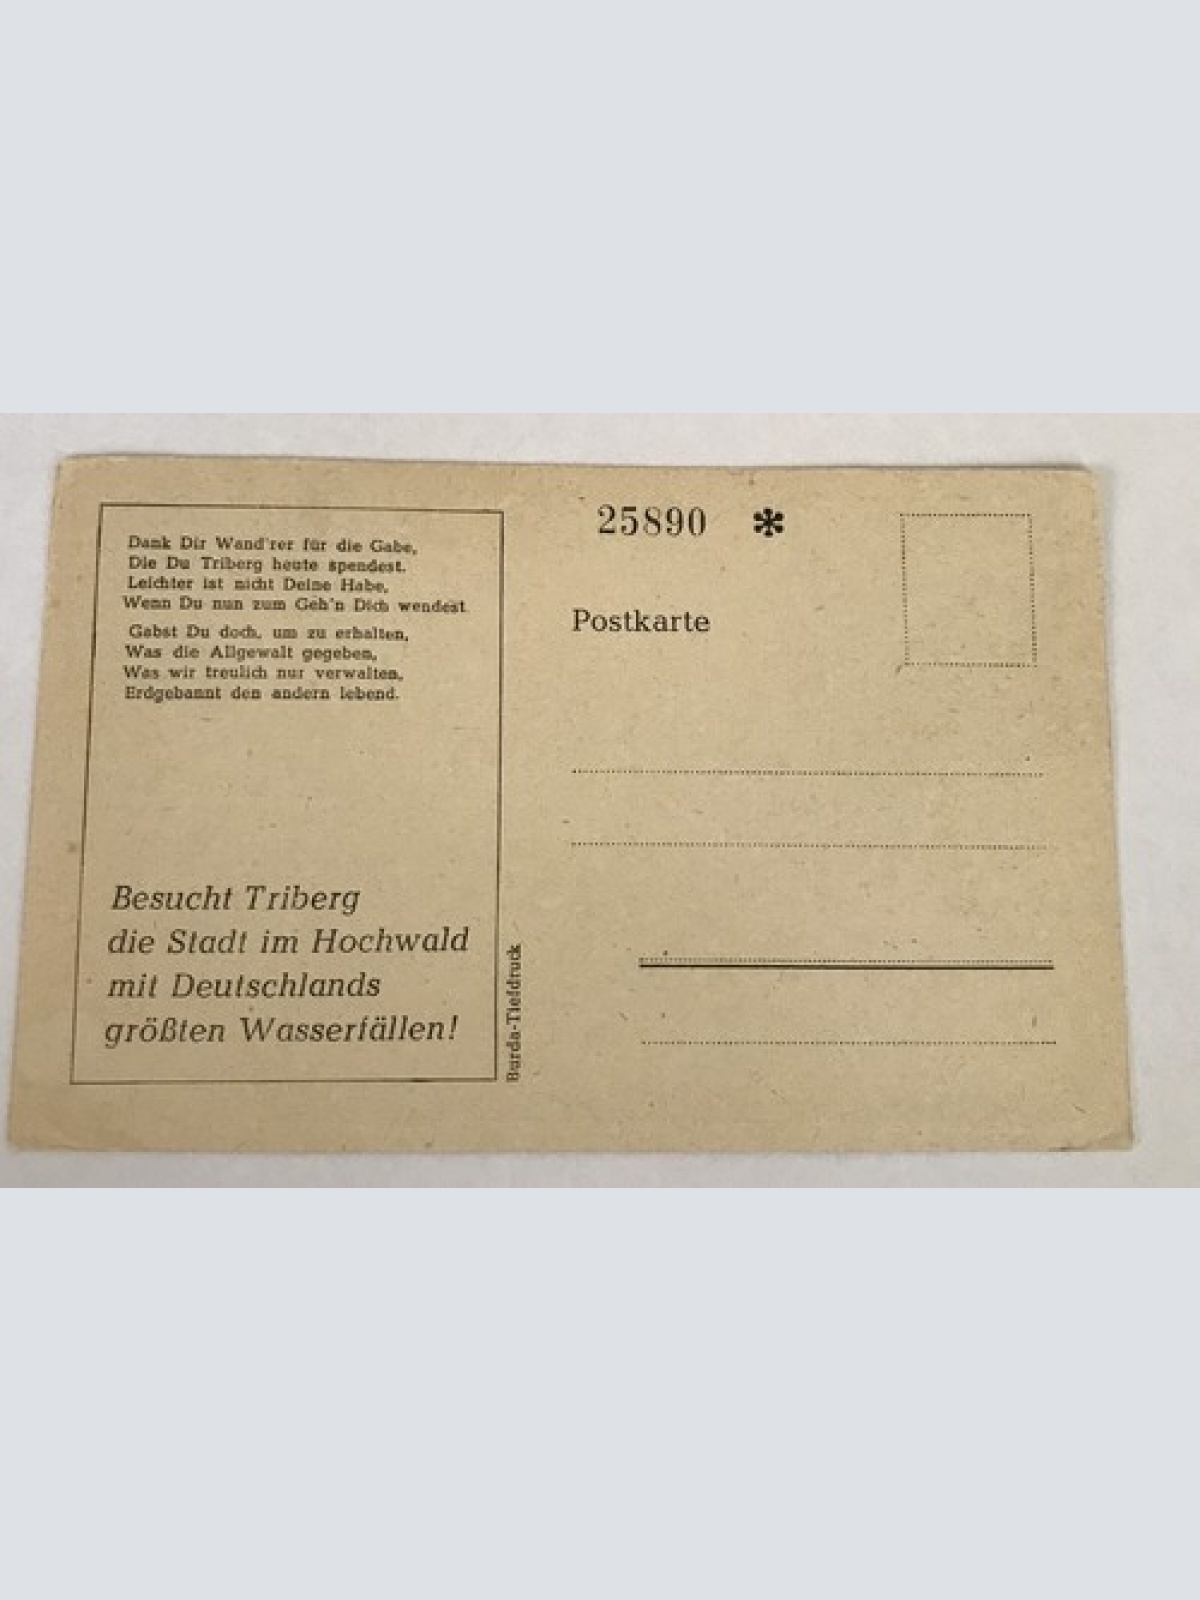 Dank Dir Wand'rer für die Gabe,
Die Du Triberg heute spendest.
Leichter ist nicht Deine Habe,
Wenn Du nun zum Geh'n Dich wendest.
Gabst Du doch, um zu erhalten,
Was die Allgewalt gegeben,
Was wir treulich nur verwalten,
Erdgebannt den andern lebend.
Besucht Triberg
die Stadt im Hochwald
mit Deutschlands
größten Wasserfällen!
Burda-Tiefdruck
25890 *
Postkarte